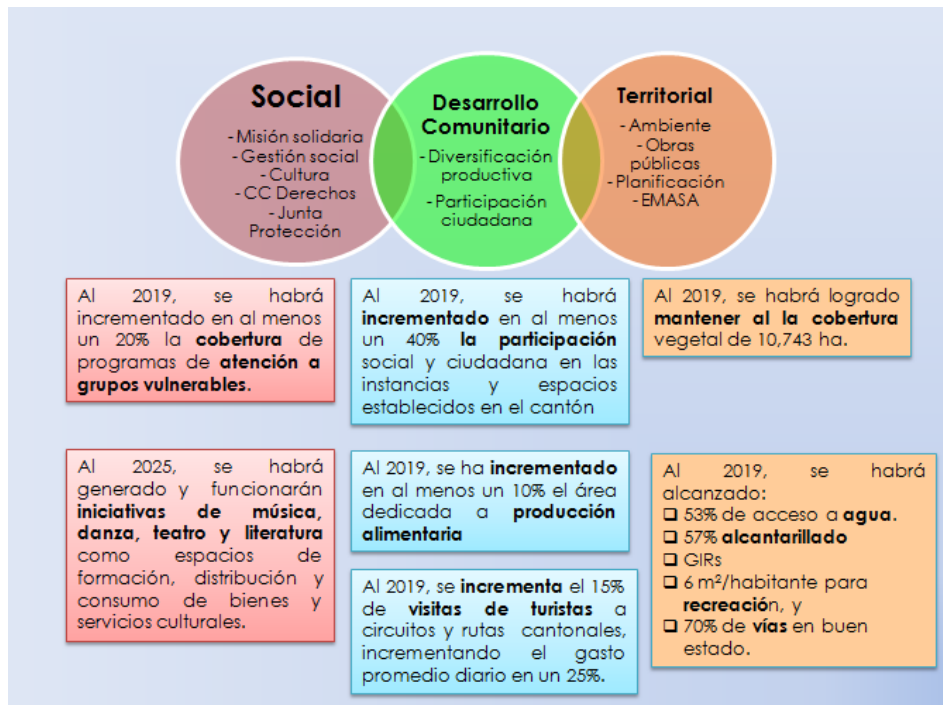 Social
- Misión solidaria
- Gestión social
- Cultura
- CC Derechos
- Junta
Protección
Desarrollo
Comunitario
- Diversificación
productiva
- Participación
ciudadana
Territorial
- Ambiente
- Obras
públicas
- Planificación
- EMASA
Al 2019, se habrá
incrementado en al menos
un 20% la cobertura de
programas de atención a
grupos vulnerables.
Al 2019, se habrá
incrementado en al menos
un 40% la participación
social y ciudadana en las
instancias y espacios
establecidos en el cantón
Al 2019, se habrá logrado
mantener al la cobertura
vegetal de 10,743 ha.
Al 2025, se habrá
generado y funcionarán
iniciativas de música,
danza, teatro y literatura
como espacios de
formación, distribución y
consumo de bienes y
servicios culturales.
Al 2019, se ha incrementado
en al menos un 10% el área
dedicada a producción
alimentaria
Al 2019, se incrementa el 15%
de visitas de turistas a
circuitos y rutas cantonales,
incrementando el gasto
promedio diario en un 25%.
Al 2019, se habrá
alcanzado:
❑ 53% de acceso a agua.
❑ 57% alcantarillado
❑ GIRs
❑ 6 m²/habitante para
recreación, y
❑ 70% de vías en buen
estado.